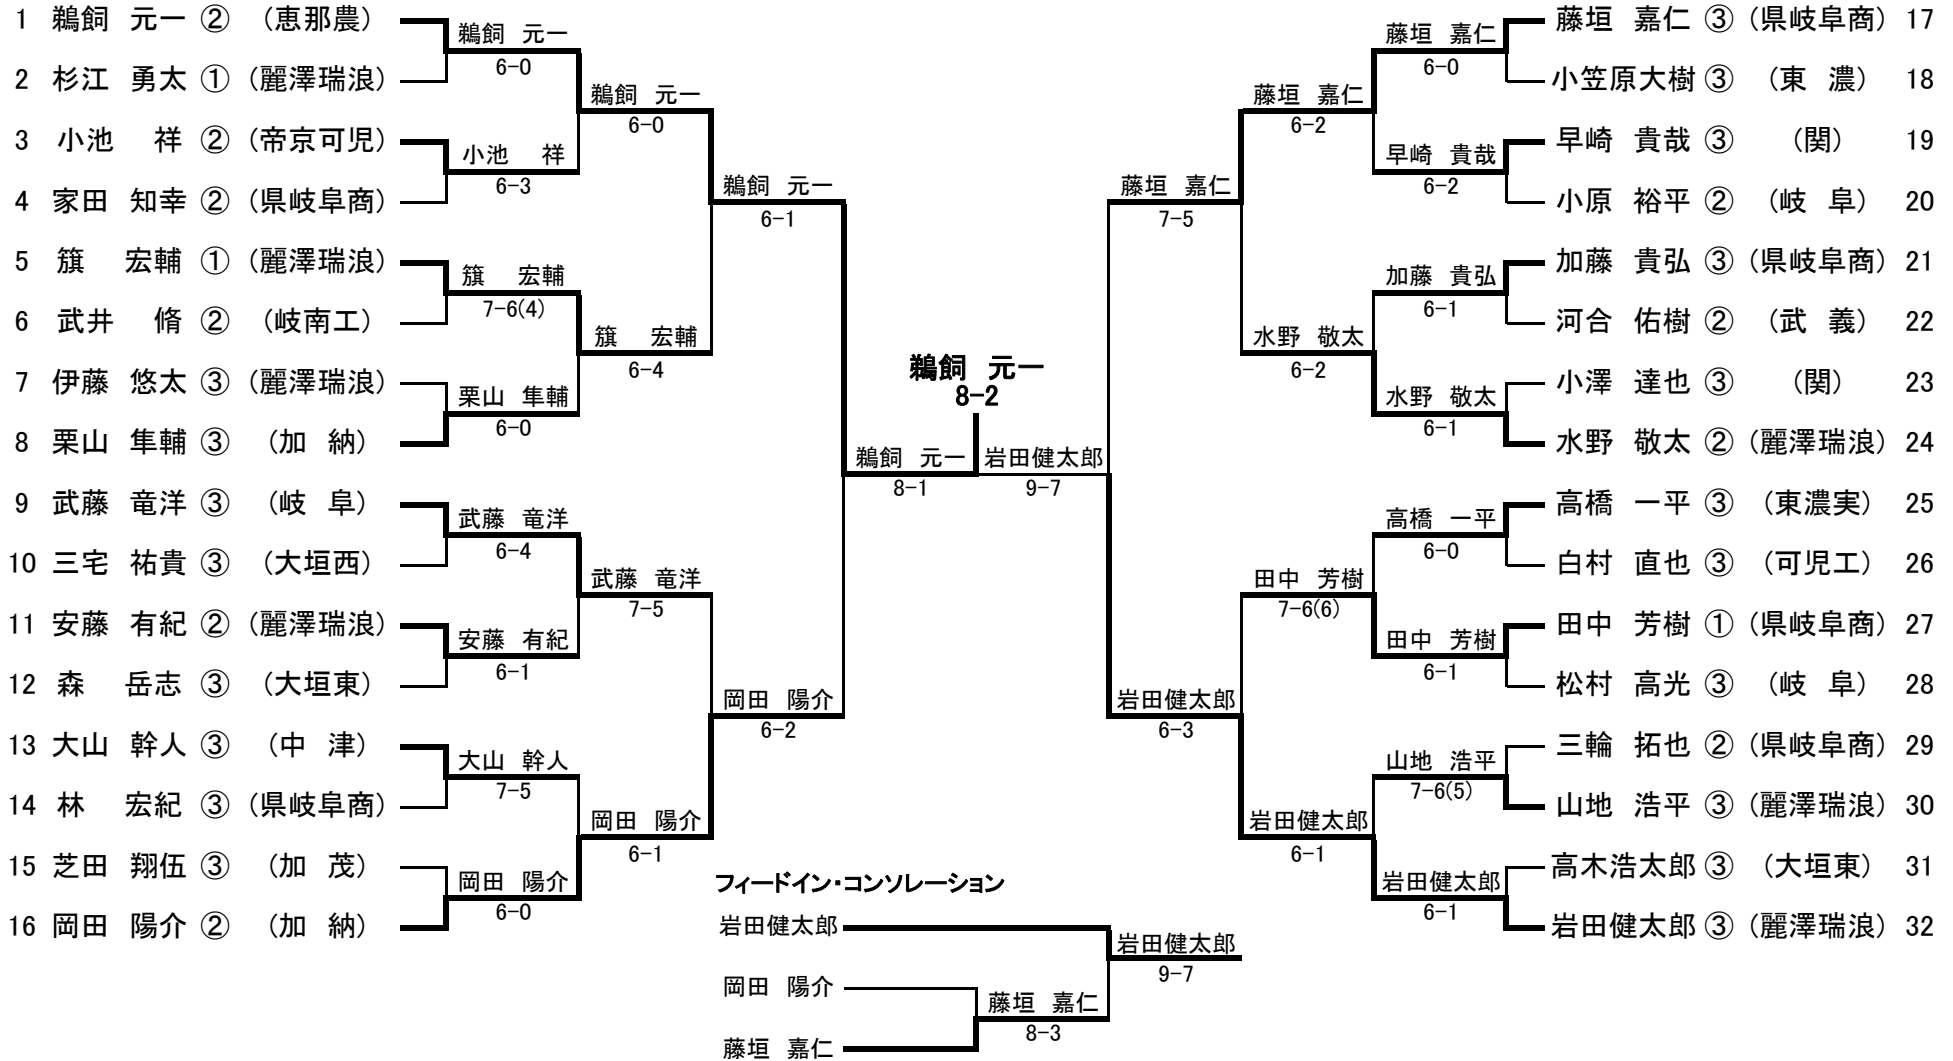 1 鵜飼 元一 ② （恵那農）
2 杉江 勇太 ① （麗澤瑞浪）
3 小池 祥 ② （帝京可児）
4 家田 知幸 ② （県岐阜商）
5 籏 宏輔 ① （麗澤瑞浪）
6 武井 脩 ② （岐南工）
7 伊藤 悠太 ③ （麗澤瑞浪）
8 栗山 隼輔 ③ （加 納）
9 武藤 竜洋 ③ （岐 阜）
10 三宅 祐貴 ③ （大垣西）
11 安藤 有紀 ② （麗澤瑞浪）
12 森 岳志 ③ （大垣東）
13 大山 幹人 ③ （中 津）
14 林 宏紀 ③ （県岐阜商）
15 芝田 翔伍 ③ （加 茂）
16 岡田 陽介 ② （加 納）
鵜飼 元一
6-0
小池 祥
6-3
籏 宏輔
7-6(4)
栗山 隼輔
6-0
武藤 竜洋
6-4
安藤 有紀
6-1
大山 幹人
7-5
岡田 陽介
6-0
鵜飼 元一
6-0
籏 宏輔
6-4
武藤 竜洋
7-5
岡田 陽介
6-1
鵜飼 元一
6-1
岡田 陽介
6-2
鵜飼 元一
8-1
鵜飼 元一
8-2
岩田健太郎
9-7
藤垣 嘉仁
7-5
岩田健太郎
6-3
藤垣 嘉仁
6-2
水野 敬太
6-2
田中 芳樹
7-6(6)
岩田健太郎
6-1
藤垣 嘉仁
6-0
早崎 貴哉
6-2
加藤 貴弘
6-1
水野 敬太
6-1
高橋 一平
6-0
田中 芳樹
6-1
山地 浩平
7-6(5)
岩田健太郎
6-1
藤垣 嘉仁 ③ （県岐阜商） 17
小笠原大樹 ③ （東 濃） 18
早崎 貴哉 ③ （関） 19
小原 裕平 ② （岐 阜） 20
加藤 貴弘 ③ （県岐阜商） 21
河合 佑樹 ② （武 義） 22
小澤 達也 ③ （関） 23
水野 敬太 ② （麗澤瑞浪） 24
高橋 一平 ③ （東濃実） 25
白村 直也 ③ （可児工） 26
田中 芳樹 ① （県岐阜商） 27
松村 高光 ③ （岐 阜） 28
三輪 拓也 ② （県岐阜商） 29
山地 浩平 ③ （麗澤瑞浪） 30
高木浩太郎 ③ （大垣東） 31
岩田健太郎 ③ （麗澤瑞浪） 32
フィードイン・コンソレーション
岩田健太郎
岡田 陽介
藤垣 嘉仁
藤垣 嘉仁
8-3
岩田健太郎
9-7